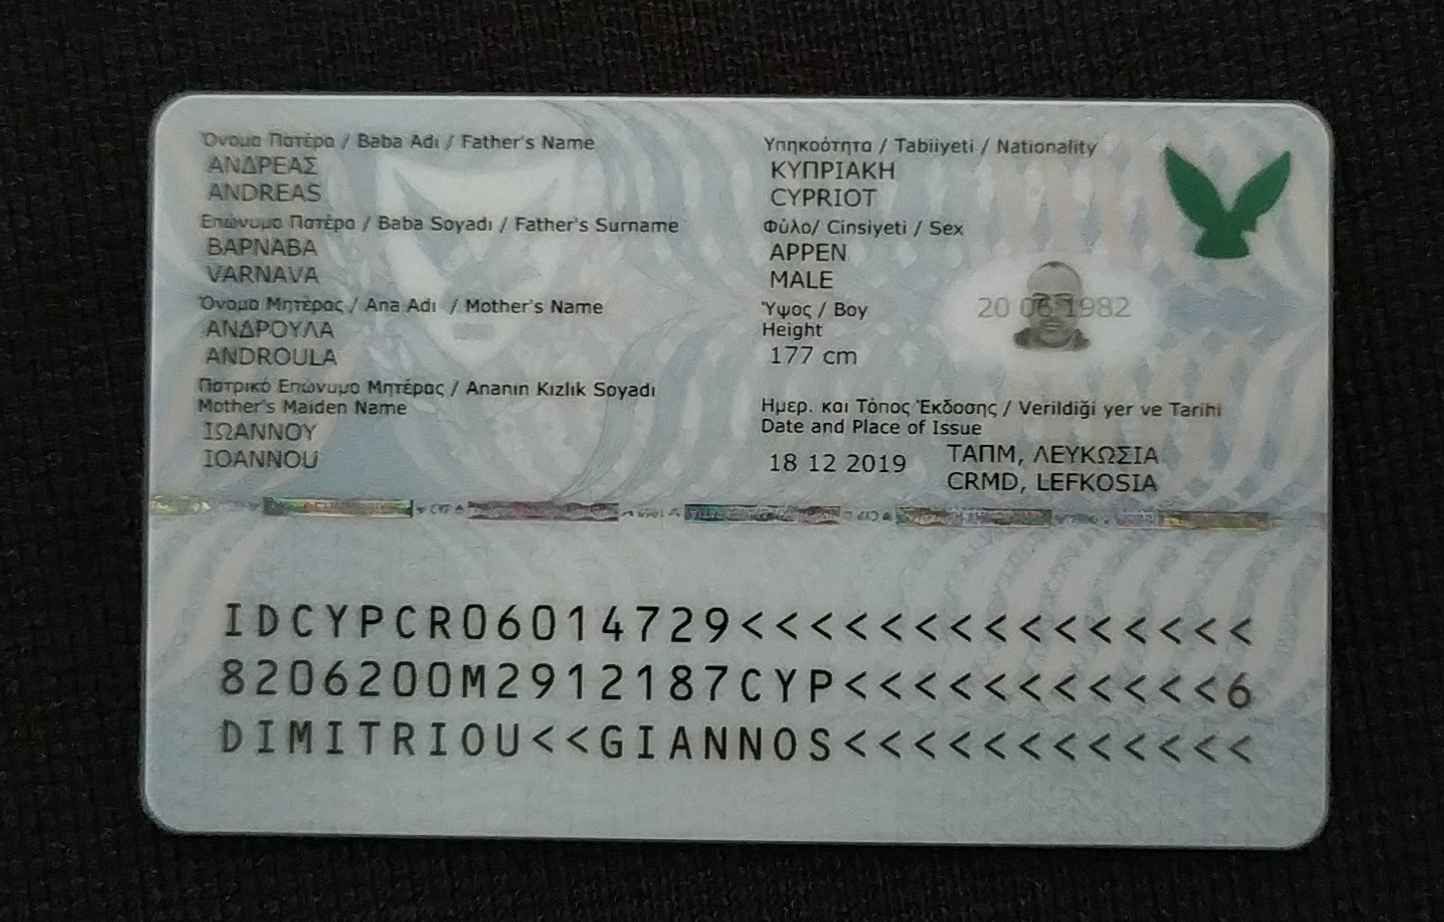 Όνομα Πατέρα / Baba Adı / Father's Name
ΑΝΔΡΕΑΣ
ANDREAS
Επώνυμο Πατέρα / Baba Soyadı / Father's Surname
ΒΑΡΝΑΒΑ
VARNAVA
Όνομα Μητέρας / Ana Adı / Mother's Name
ΑΝΔΡΟΥΛΑ
ANDROULA
Πατρικό Επώνυμο Μητέρας / Ananın Kızlık Soyadı
Mother's Maiden Name
ΙΩΑΝΝΟΥ
IOANNOU
Υπηκοότητα / Tabiiyeti / Nationality
ΚΥΠΡΙΑΚΗ
CYPRIOT
Φύλο/ Cinsiyeti / Sex
ΑΡΡΕΝ
MALE
Ύψος / Boy
Height
177 cm
20 06 1982
Ημερ. και Τόπος Έκδοσης / Verildiği yer ve Tarihi
Date and Place of Issue
18 12 2019
ΤΑΠΜ, ΛΕΥΚΩΣΙΑ
CRMD, LEFKOSIA
IDCYPCR06014729<<<<<<<<<<<<<<<
8206200M2912187CYP<<<<<<<<<<<6
DIMITRIOU<<GIANNOS<<<<<<<<<<<<